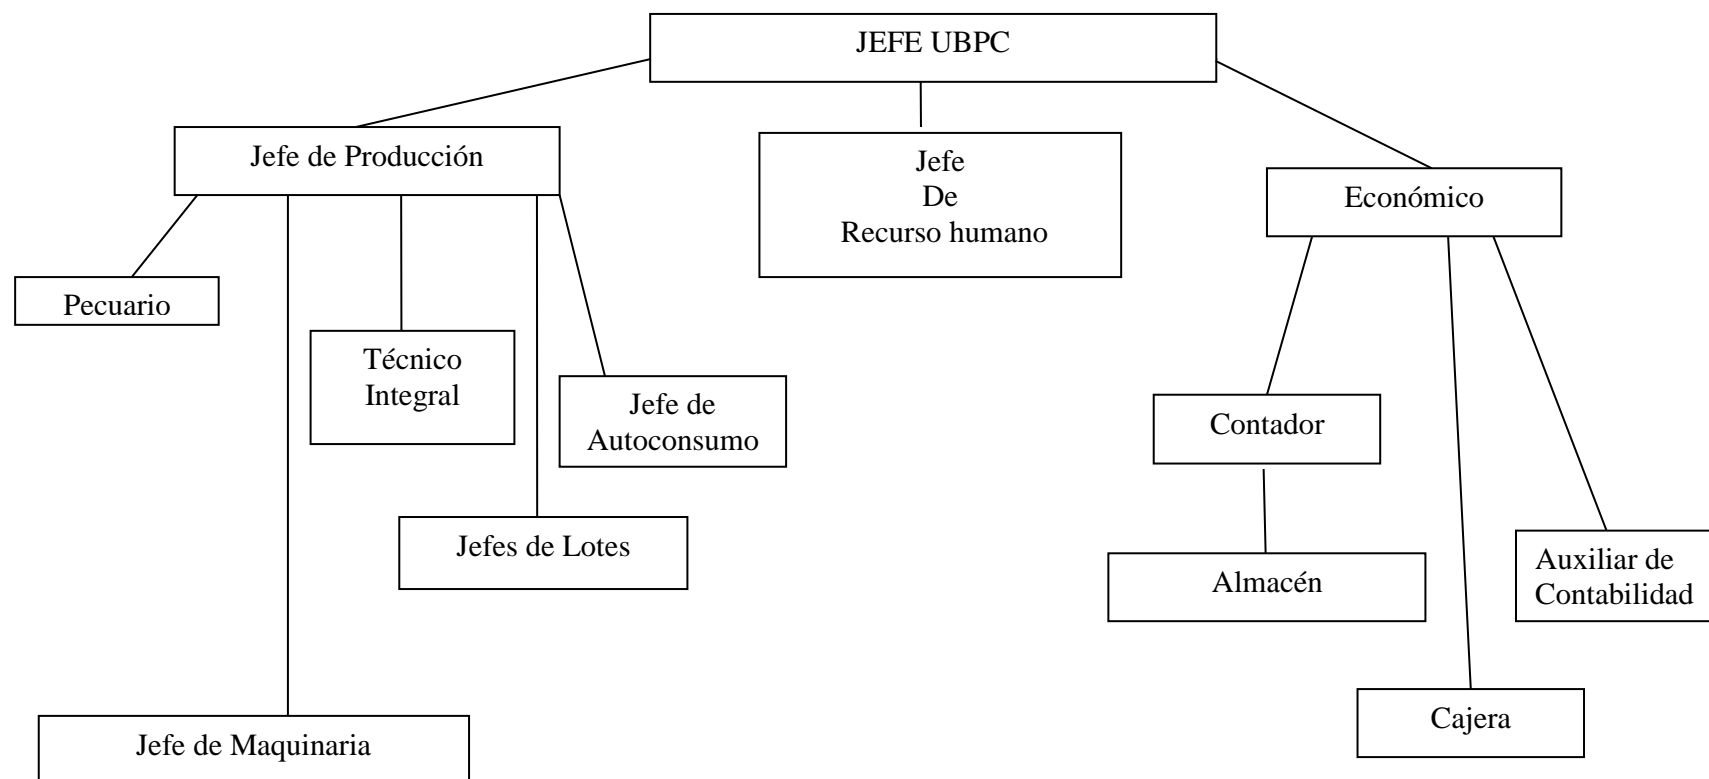 JEFE UBPC
Jefe de Producción
Jefe
De
Recurso humano
Económico
Pecuario
Técnico
Integral
Jefe de
Autoconsumo
Contador
Jefes de Lotes
Almacén
Auxiliar de
Contabilidad
Cajera
Jefe de Maquinaria